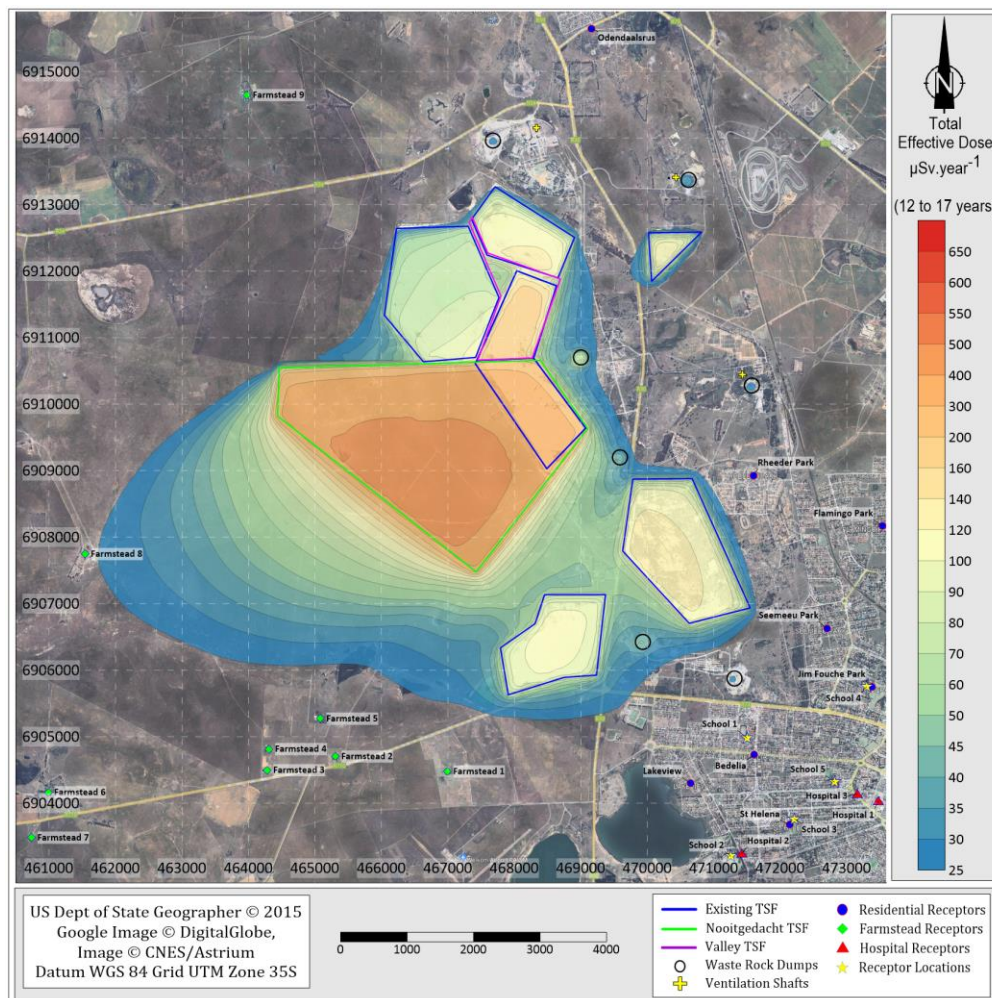 Odendaalsrus
6915000
Farmstead 9
6914000
6913000
6912000
6911000
6910000
6909000
Rheeder Park
Flamingo Park
6908000
Farmstead 8
6907000
Seemeeu Park
6906000
Jim Fouche Park
School 4
Farmstead 5
6905000
School 1
Farmstead 4
Farmstead 2
Bedelia
Farmstead 3
Farmstead 1
School 5
Lakeview
6904000
Farmstead 6
Hospital 3
Hospital 1
St Helena
School 3
Farmstead 7
Hospital 2
School 2
461000 462000 463000 464000 465000 466000 467000 468000 469000 470000 471000 472000 473000
N
Total
Effective Dose
µSv.year-1
(12 to 17 years)
650
600
550
500
400
300
200
160
140
120
100
90
80
70
60
50
45
40
35
30
25
US Dept of State Geographer © 2015
Google Image © DigitalGlobe,
Image © CNES/Astrium
Datum WGS 84 Grid UTM Zone 35S
0 1000 2000 3000 4000
Existing TSF
Nooitgedacht TSF
Valley TSF
Waste Rock Dumps
Ventilation Shafts
Residential Receptors
Farmstead Receptors
Hospital Receptors
Receptor Locations